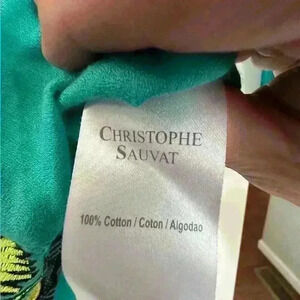 CHRISTOPHE
SAUVAT
100% Cotton / Coton / Algodao